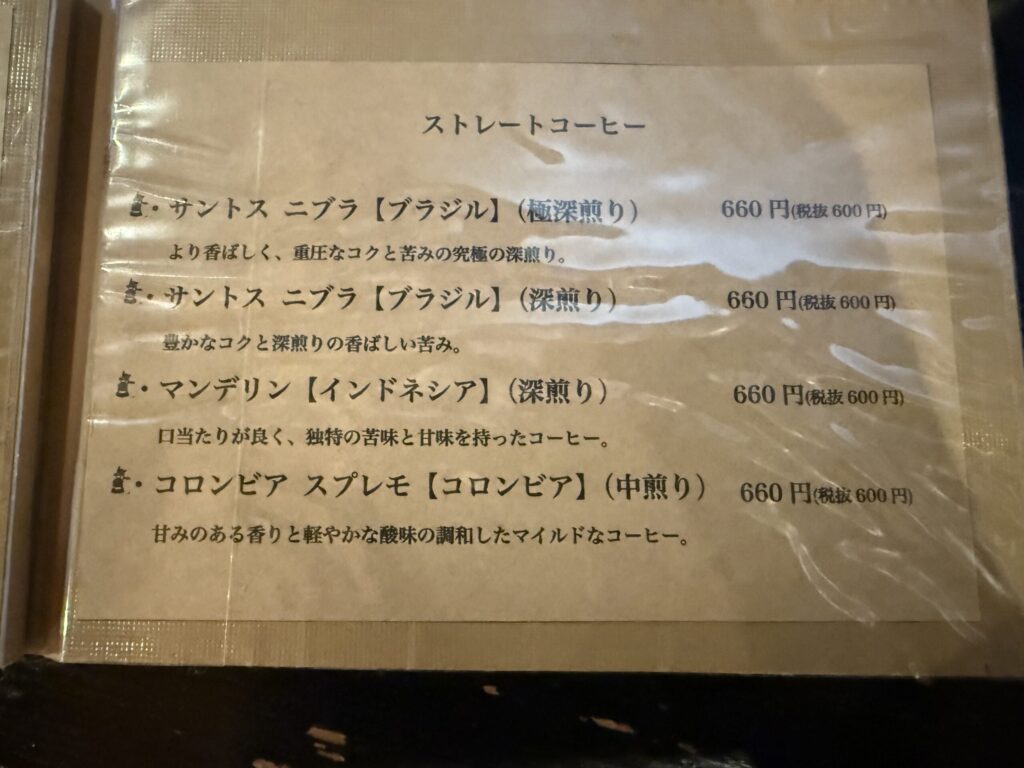 ストレートコーヒー
・サントス ニブラ【ブラジル】(極深煎り) 660円(税抜600円)
より香ばしく、重圧なコクと苦みの究極の深煎り。
・サントス ニブラ【ブラジル】(深煎り) 660円(税抜600円)
豊かなコクと深煎りの香ばしい苦み。
・マンデリン【インドネシア】(深煎り) 660円(税抜600円)
口当たりが良く、独特の苦味と甘味を持ったコーヒー。
・コロンビア スプレモ【コロンビア】(中煎り) 660円(税抜600円)
甘みのある香りと軽やかな酸味の調和したマイルドなコーヒー。